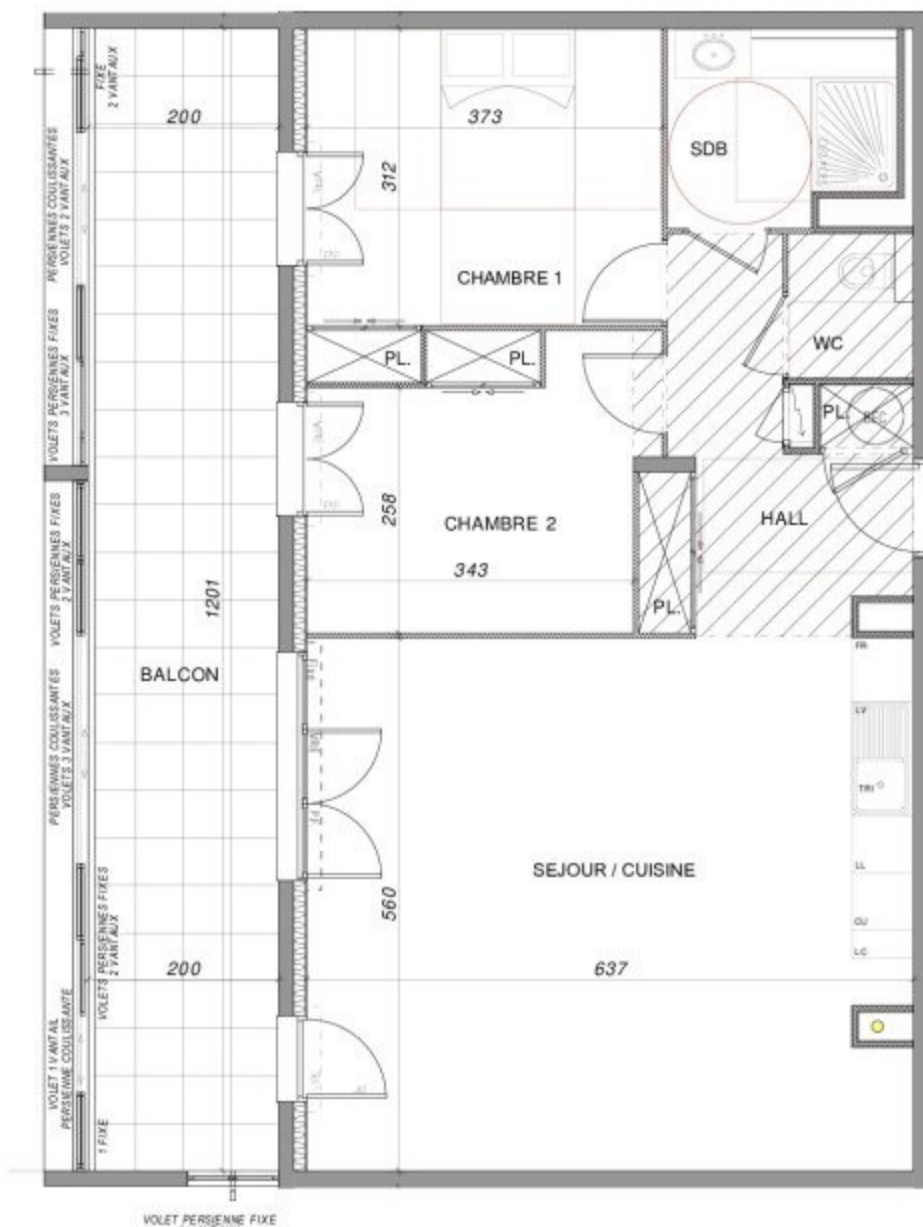 FIXE
2 VANTAUX
200
373
312
SDB
PERSIENNES COULISSANTES
VOLETS 2 VANTAUX
CHAMBRE 1
WC
VOLETS PERSIENNES FIXES
3 VANTAUX
PL.
PL.
PL.
258
CHAMBRE 2
HALL
VOLETS PERSIENNES FIXES
2 VANTAUX
343
1201
PL.
BALCON
FR
LV
PERSIENNES COULISSANTES
VOLETS 3 VANTAUX
TRI
SEJOUR / CUISINE
LL
560
CU
LC
VOLETS PERSIENNES FIXES
2 VANTAUX
200
637
VOLET 1 VANTAIL
PERSIENNE COULISSANTE
1 FIXE
VOLET PERSIENNE FIXE